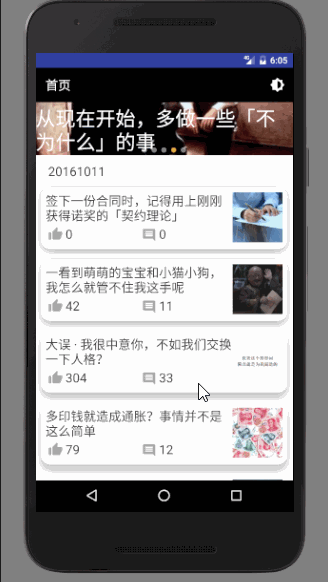 6:05
首页
从现在开始，多做一些「不
为什么」的事
20161011
签下一份合同时，记得用上刚刚
获得诺奖的「契约理论」
0 0
一看到萌萌的宝宝和小猫小狗，
我怎么就管不住我这手呢
42 11
大误 · 我很中意你，不如我们交换
一下人格？
304 33
多印钱就造成通胀？事情并不是
这么简单
79 12